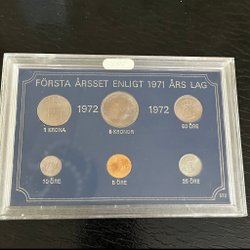 FÖRSTA ÅRSSET ENLIGT 1971 ÅRS LAG
1972 1972
1 KRONA 5 KRONOR 50 ÖRE
10 ÖRE 5 ÖRE 25 ÖRE